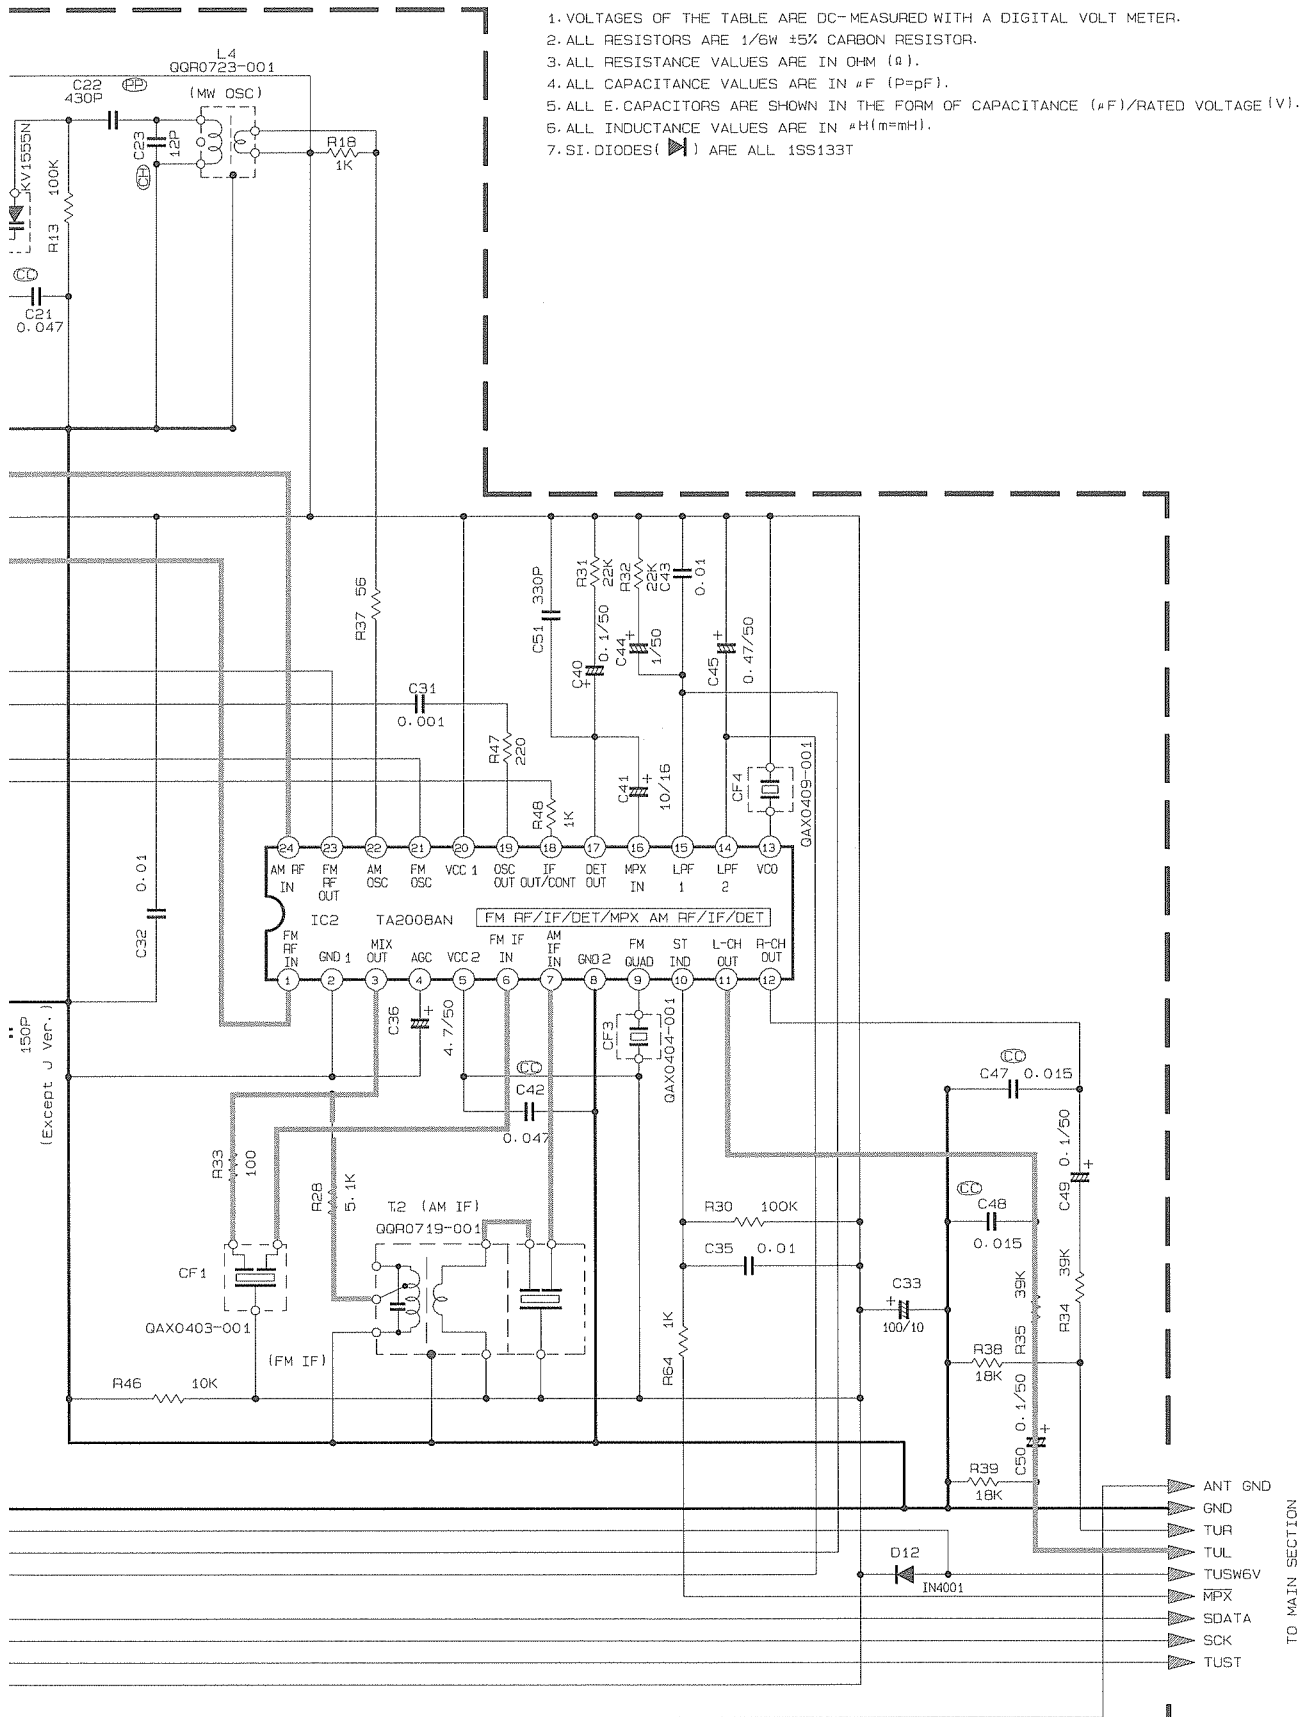 1. VOLTAGES OF THE TABLE ARE DC-MEASURED WITH A DIGITAL VOLT METER.
2. ALL RESISTORS ARE 1/6W ±5% CARBON RESISTOR.
3. ALL RESISTANCE VALUES ARE IN OHM (Ω).
4. ALL CAPACITANCE VALUES ARE IN μF (P=pF).
5. ALL E. CAPACITORS ARE SHOWN IN THE FORM OF CAPACITANCE (μF)/RATED VOLTAGE (V).
6. ALL INDUCTANCE VALUES ARE IN μH(m=mH).
7. SI. DIODES( ) ARE ALL 1SS133T
L4
QQR0723-001
(MW OSC)
C22
430P
PP
C23
12P
CH
R18
1K
KV1555N
R13 100K
CC
C21
0.047
R37 56
C31
0.001
R47
220
R48
1K
C51 330P
R31
22K
C40
0.1/50
R32
22K
C44
1/50
C43
0.01
C45
0.47/50
C41
10/16
CF4
QAX0409-001
24
23
22
21
20
19
18
17
16
15
14
13
AM RF IN
FM RF OUT
AM OSC
FM OSC
VCC 1
OSC OUT
IF OUT/CONT
DET OUT
MPX IN
LPF 1
LPF 2
VCO
IC2 TA2008AN
FM RF/IF/DET/MPX AM RF/IF/DET
FM RF IN
GND 1
MIX OUT
AGC
VCC 2
FM IF IN
AM IF IN
GND 2
FM QUAD
ST IND
L-CH OUT
R-CH OUT
1
2
3
4
5
6
7
8
9
10
11
12
C32 0.01
150P
(Except J Ver.)
C36
4.7/50
CC
C42
0.047
CF3
QAX0404-001
R33
100
R28
5.1K
T2 (AM IF)
QQR0719-001
CF1
QAX0403-001
(FM IF)
R46 10K
R30 100K
C35 0.01
R64 1K
C33
100/10
CC
C47 0.015
C49 0.1/50
CC
C48
0.015
R35 39K
R34 39K
R38
18K
C50 0.1/50
R39
18K
D12
IN4001
ANT GND
GND
TUR
TUL
TUSW6V
MPX
SDATA
SCK
TUST
TO MAIN SECTION